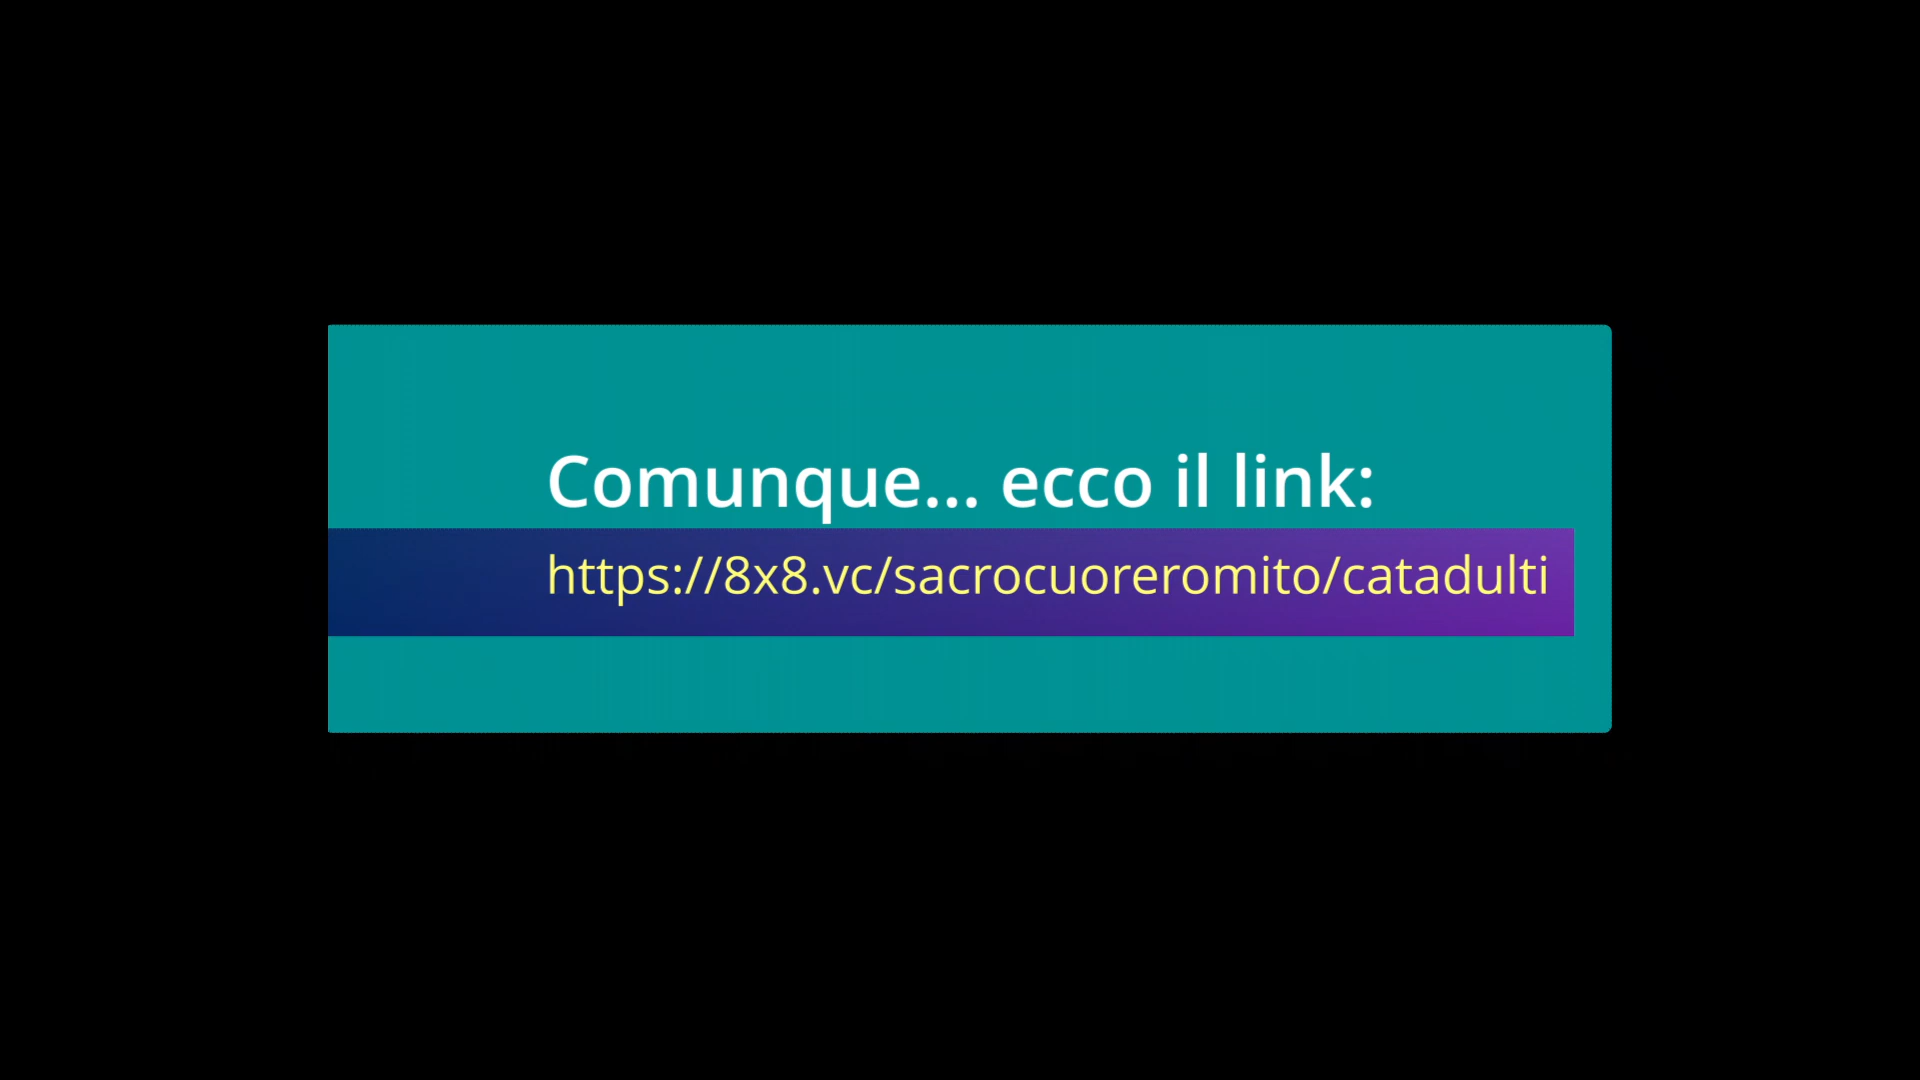 Comunque... ecco il link:
https://8x8.vc/sacrocuoreromito/catadulti